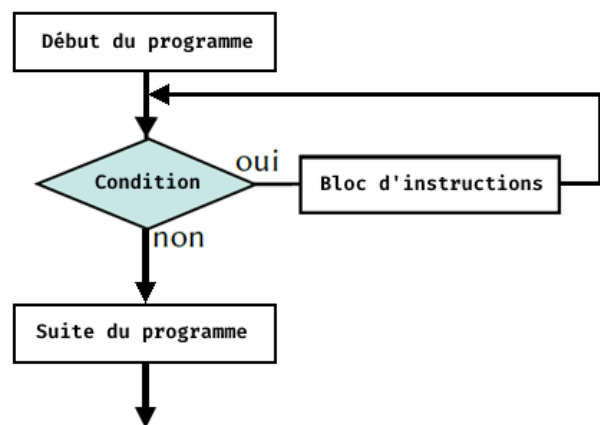 Début du programme
oui
Condition
Bloc d'instructions
non
Suite du programme